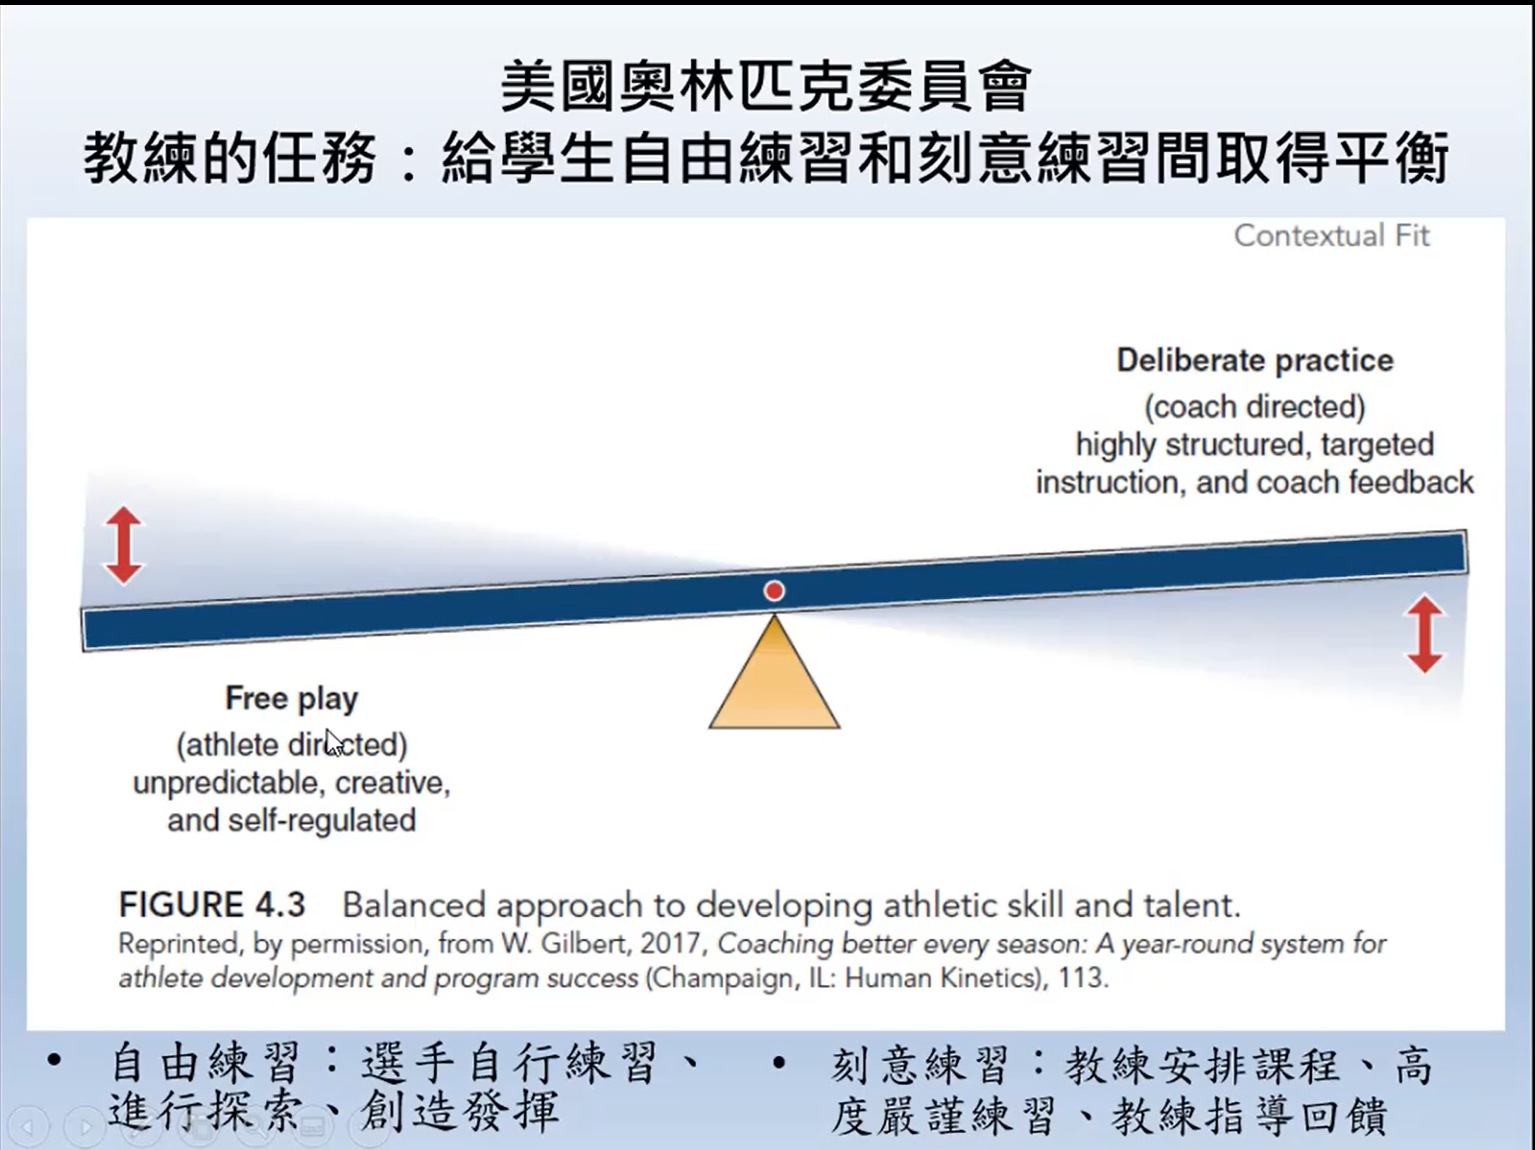 美國奧林匹克委員會
教練的任務：給學生自由練習和刻意練習間取得平衡
Contextual Fit
Deliberate practice
(coach directed)
highly structured, targeted
instruction, and coach feedback
Free play
(athlete directed)
unpredictable, creative,
and self-regulated
FIGURE 4.3 Balanced approach to developing athletic skill and talent.
Reprinted, by permission, from W. Gilbert, 2017, Coaching better every season: A year-round system for
athlete development and program success (Champaign, IL: Human Kinetics), 113.
• 自由練習：選手自行練習、
進行探索、創造發揮
• 刻意練習：教練安排課程、高
度嚴謹練習、教練指導回饋